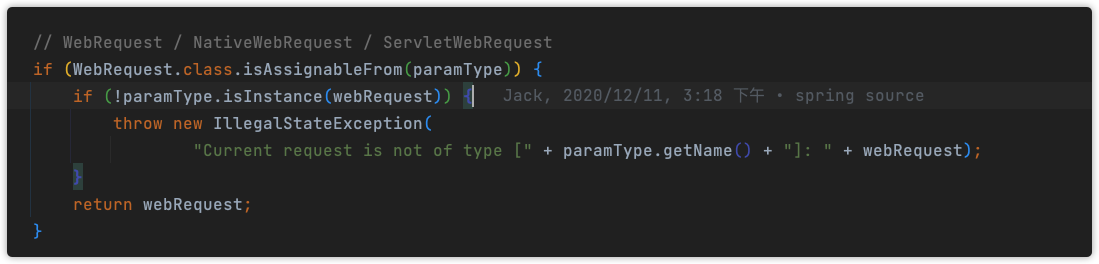 // WebRequest / NativeWebRequest / ServletWebRequest
if (WebRequest.class.isAssignableFrom(paramType)) {
if (!paramType.isInstance(webRequest)) { Jack, 2020/12/11, 3:18 下午 • spring source
throw new IllegalStateException(
"Current request is not of type [" + paramType.getName() + "]: " + webRequest);
}
return webRequest;
}